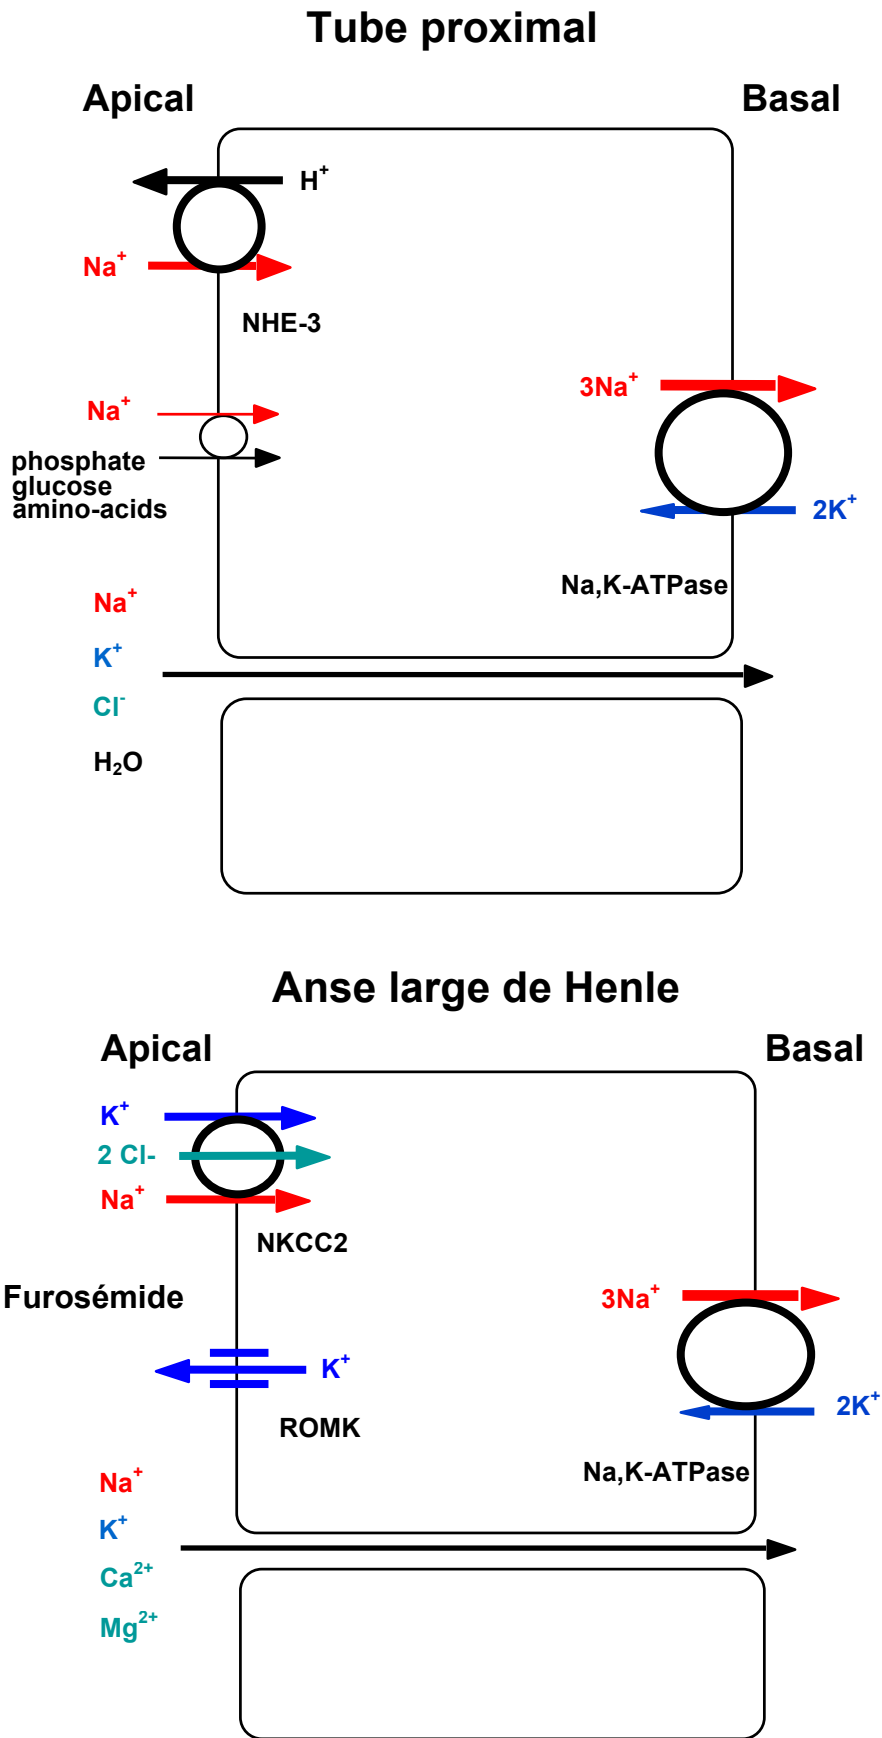 Tube proximal
Apical
Basal
H⁺
Na⁺
NHE-3
3Na⁺
Na⁺
phosphate
glucose
amino-acids
2K⁺
Na,K-ATPase
Na⁺
K⁺
Cl⁻
H₂O
Anse large de Henle
Apical
Basal
K⁺
2 Cl-
Na⁺
NKCC2
Furosémide
3Na⁺
K⁺
2K⁺
ROMK
Na,K-ATPase
Na⁺
K⁺
Ca²⁺
Mg²⁺